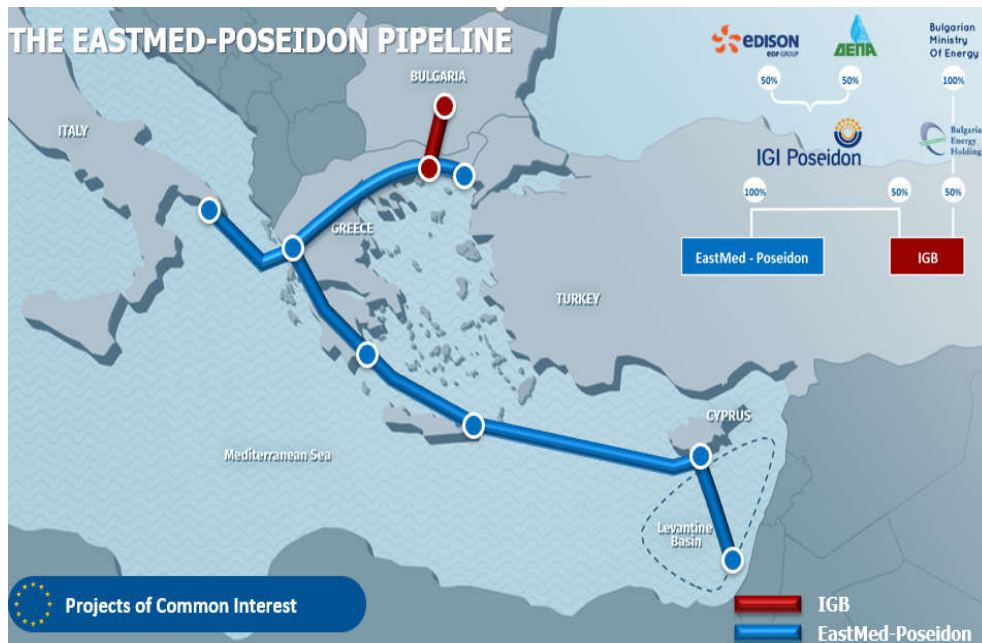 THE EASTMED-POSEIDON PIPELINE
eDISON
EDF GROUP
ΔΕΠΑ
Bulgarian
Ministry
Of Energy
50%
50%
100%
IGI Poseidon
Bulgarian
Energy
Holding
100%
50%
50%
EastMed - Poseidon
IGB
BULGARIA
ITALY
GREECE
TURKEY
CYPRUS
Mediterranean Sea
Levantine
Basin
Projects of Common Interest
IGB
EastMed-Poseidon